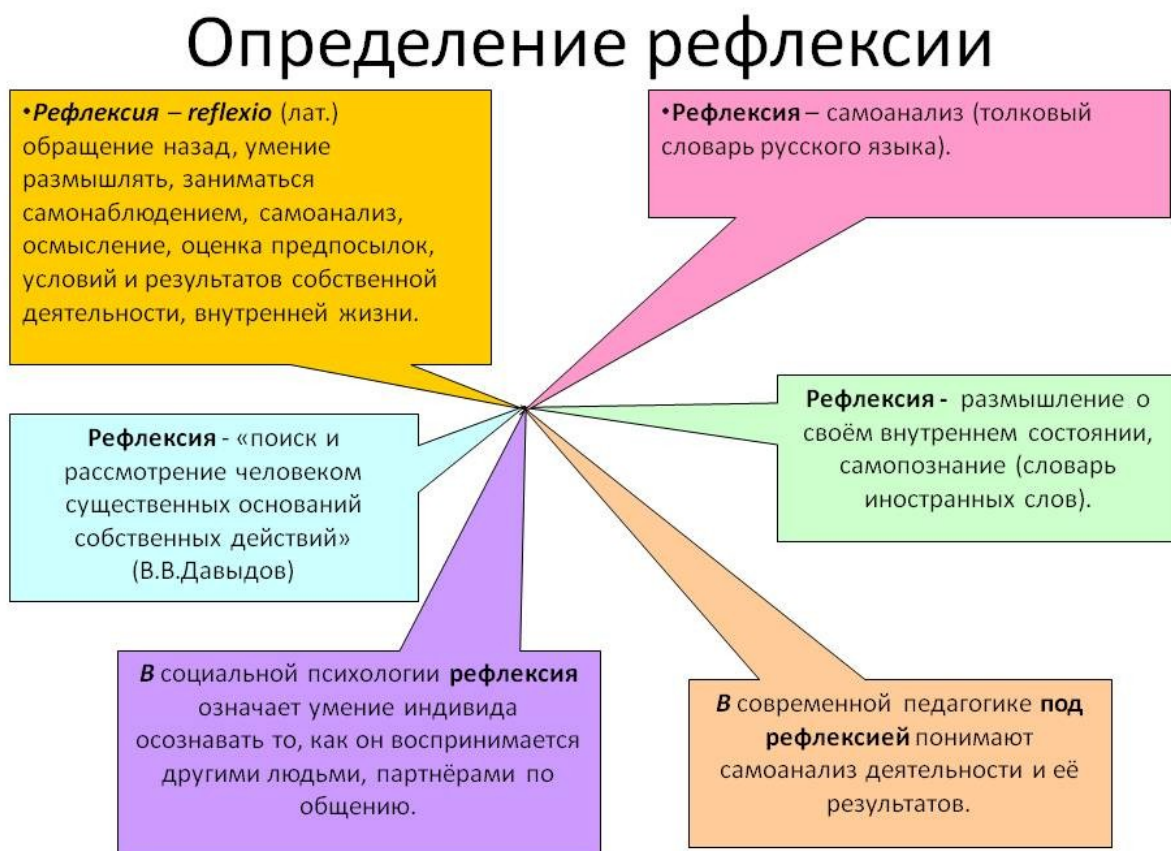 Определение рефлексии
•Рефлексия – reflexio (лат.)
обращение назад, умение
размышлять, заниматься
самонаблюдением, самоанализ,
осмысление, оценка предпосылок,
условий и результатов собственной
деятельности, внутренней жизни.
•Рефлексия – самоанализ (толковый
словарь русского языка).
Рефлексия - «поиск и
рассмотрение человеком
существенных оснований
собственных действий»
(В.В.Давыдов)
Рефлексия - размышление о
своём внутреннем состоянии,
самопознание (словарь
иностранных слов).
В социальной психологии рефлексия
означает умение индивида
осознавать то, как он воспринимается
другими людьми, партнёрами по
общению.
В современной педагогике под
рефлексией понимают
самоанализ деятельности и её
результатов.